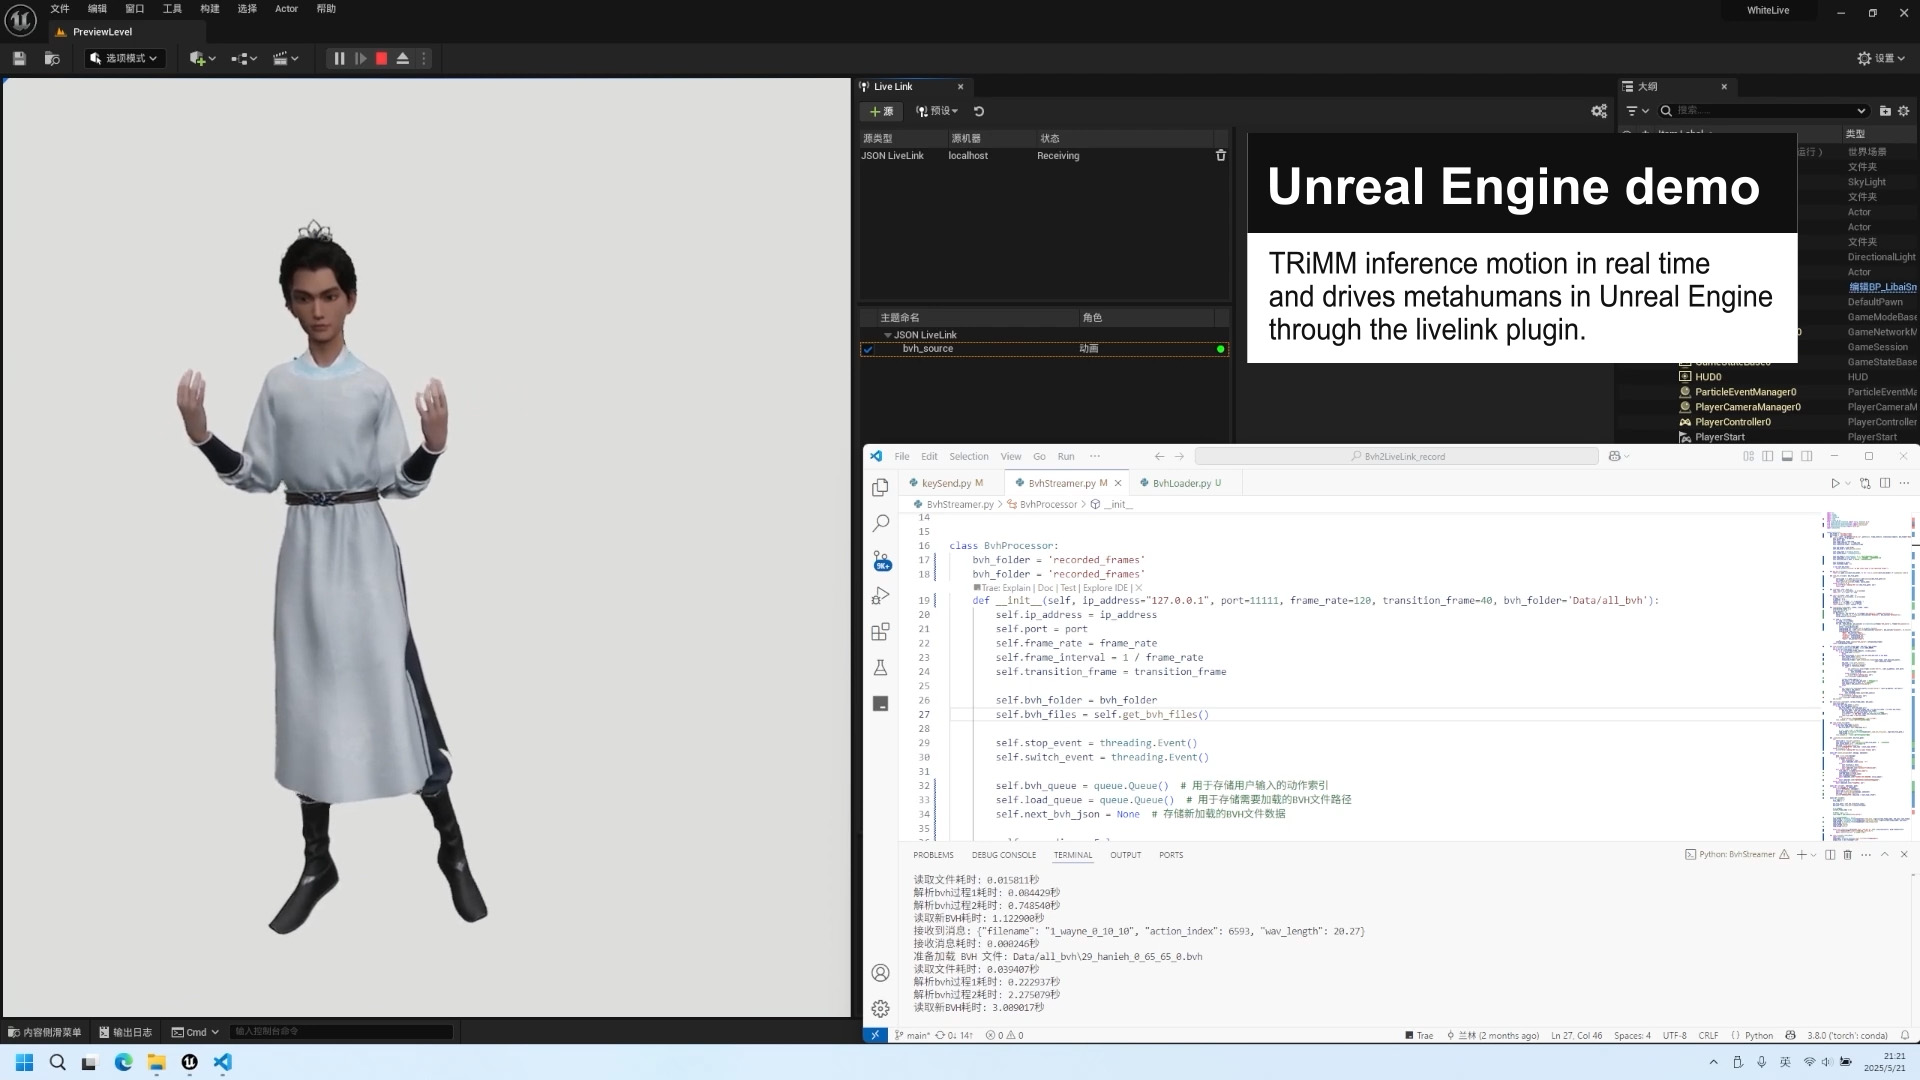 文件 编辑 窗口 工具 构建 选择 Actor 帮助
WhiteLive
PreviewLevel
选项模式
设置
Live Link
大纲
源 预设
搜索……
源类型 源机器 状态
JSON LiveLink localhost Receiving
类型
运行）
世界场景
文件夹
SkyLight
文件夹
Actor
Actor
文件夹
DirectionalLight
Actor
编辑BP_LibaiSm
DefaultPawn
GameModeBase
GameNetworkM
GameSession
GameStateBase
HUD0 HUD
ParticleEventManager0 ParticleEventMa
PlayerCameraManager0 PlayerCameraM
PlayerController0 PlayerController
PlayerStart PlayerStart
Unreal Engine demo
TRiMM inference motion in real time
and drives metahumans in Unreal Engine
through the livelink plugin.
主题命名 角色
JSON LiveLink
bvh_source 动画
File Edit Selection View Go Run ···
Bvh2LiveLink_record
keySend.py M BvhStreamer.py M BvhLoader.py U
BvhStreamer.py > BvhProcessor > __init__
14
15
16 class BvhProcessor:
17 bvh_folder = 'recorded_frames'
18 bvh_folder = 'recorded_frames'
Trae: Explain | Doc | Test | Explore IDE | X
19 def __init__(self, ip_address="127.0.0.1", port=11111, frame_rate=120, transition_frame=40, bvh_folder='Data/all_bvh'):
20 self.ip_address = ip_address
21 self.port = port
22 self.frame_rate = frame_rate
23 self.frame_interval = 1 / frame_rate
24 self.transition_frame = transition_frame
25
26 self.bvh_folder = bvh_folder
27 self.bvh_files = self.get_bvh_files()
28
29 self.stop_event = threading.Event()
30 self.switch_event = threading.Event()
31
32 self.bvh_queue = queue.Queue() # 用于存储用户输入的动作索引
33 self.load_queue = queue.Queue() # 用于存储需要加载的BVH文件路径
34 self.next_bvh_json = None # 存储新加载的BVH文件数据
35
PROBLEMS DEBUG CONSOLE TERMINAL OUTPUT PORTS
Python: BvhStreamer
读取文件耗时: 0.015811秒
解析bvh过程1耗时: 0.084429秒
解析bvh过程2耗时: 0.748540秒
读取新BVH耗时: 1.122900秒
接收到消息: {"filename": "1_wayne_0_10_10", "action_index": 6593, "wav_length": 20.27}
接收消息耗时: 0.000246秒
准备加载 BVH 文件: Data/all_bvh\29_hanieh_0_65_65_0.bvh
读取文件耗时: 0.039407秒
解析bvh过程1耗时: 0.222937秒
解析bvh过程2耗时: 2.275079秒
读取新BVH耗时: 3.009017秒
9K+
内容侧滑菜单 输出日志 Cmd 输入控制台命令
main* 0↓ 14↑ 0 0
Trae 兰林 (2 months ago) Ln 27, Col 46 Spaces: 4 UTF-8 CRLF Python 3.8.0 ('torch': conda)
英
21:21
2025/5/21